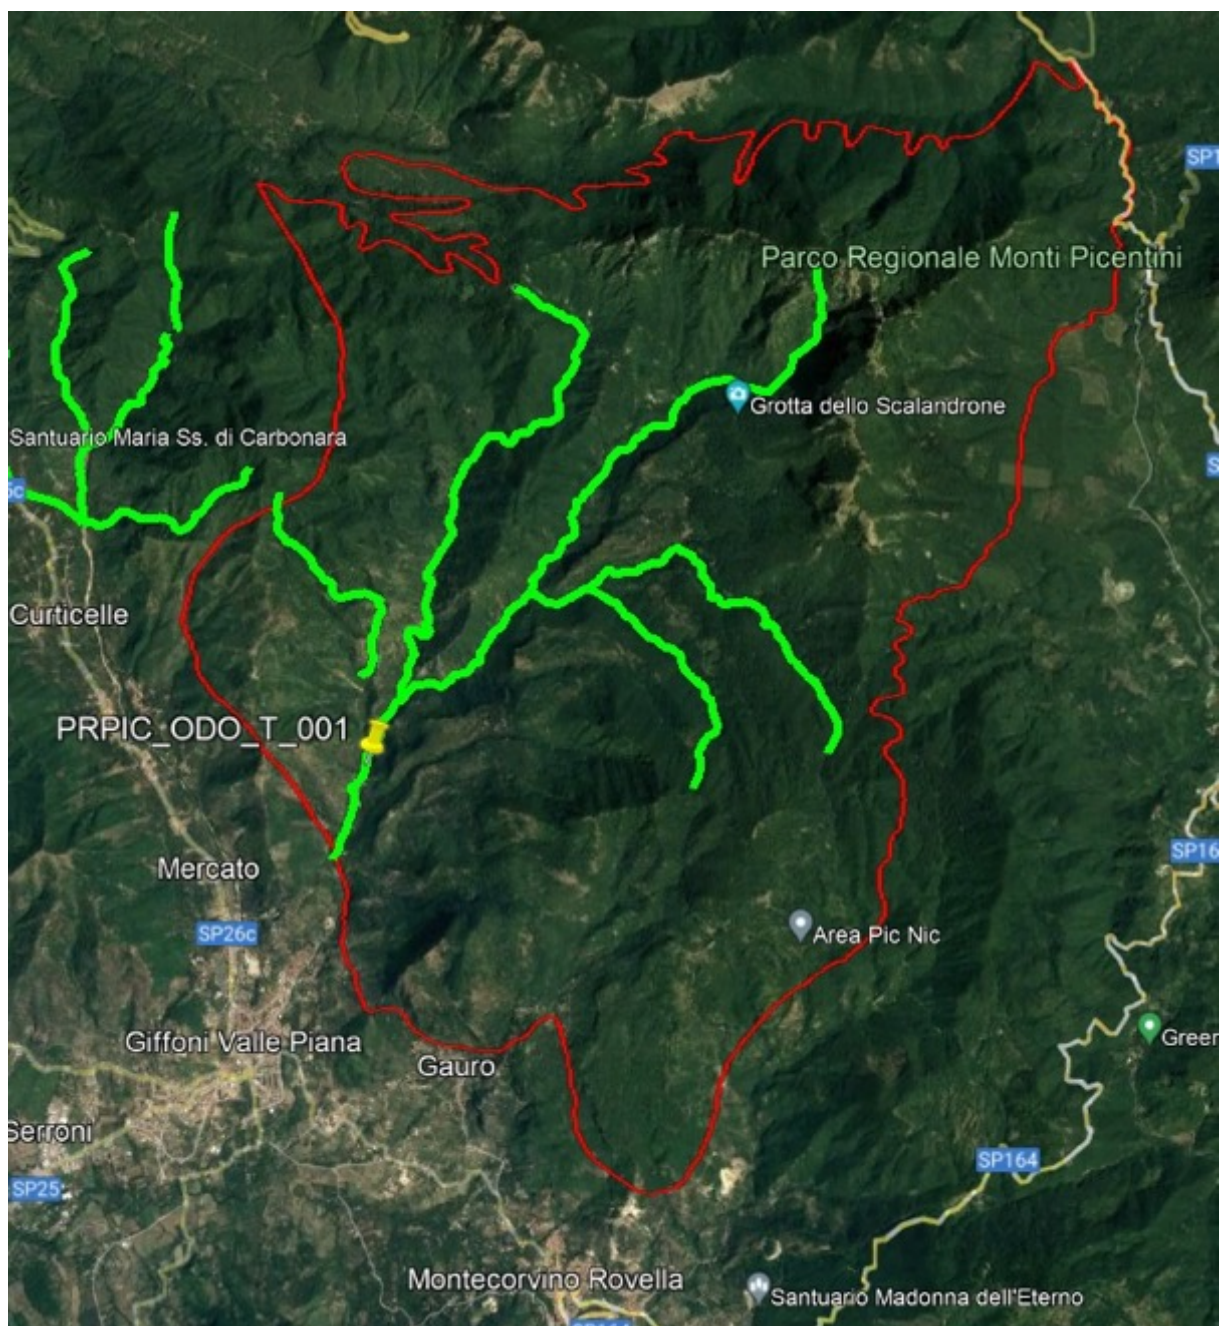 SP1
Parco Regionale Monti Picentini
Grotta dello Scalandrone
Santuario Maria Ss. di Carbonara
6c
S
Curticelle
PRPIC_ODO_T_001
Mercato
SP16
SP26c
Area Pic Nic
Giffoni Valle Piana
Green
Gauro
Serroni
SP164
SP25
Montecorvino Rovella
Santuario Madonna dell'Eterno